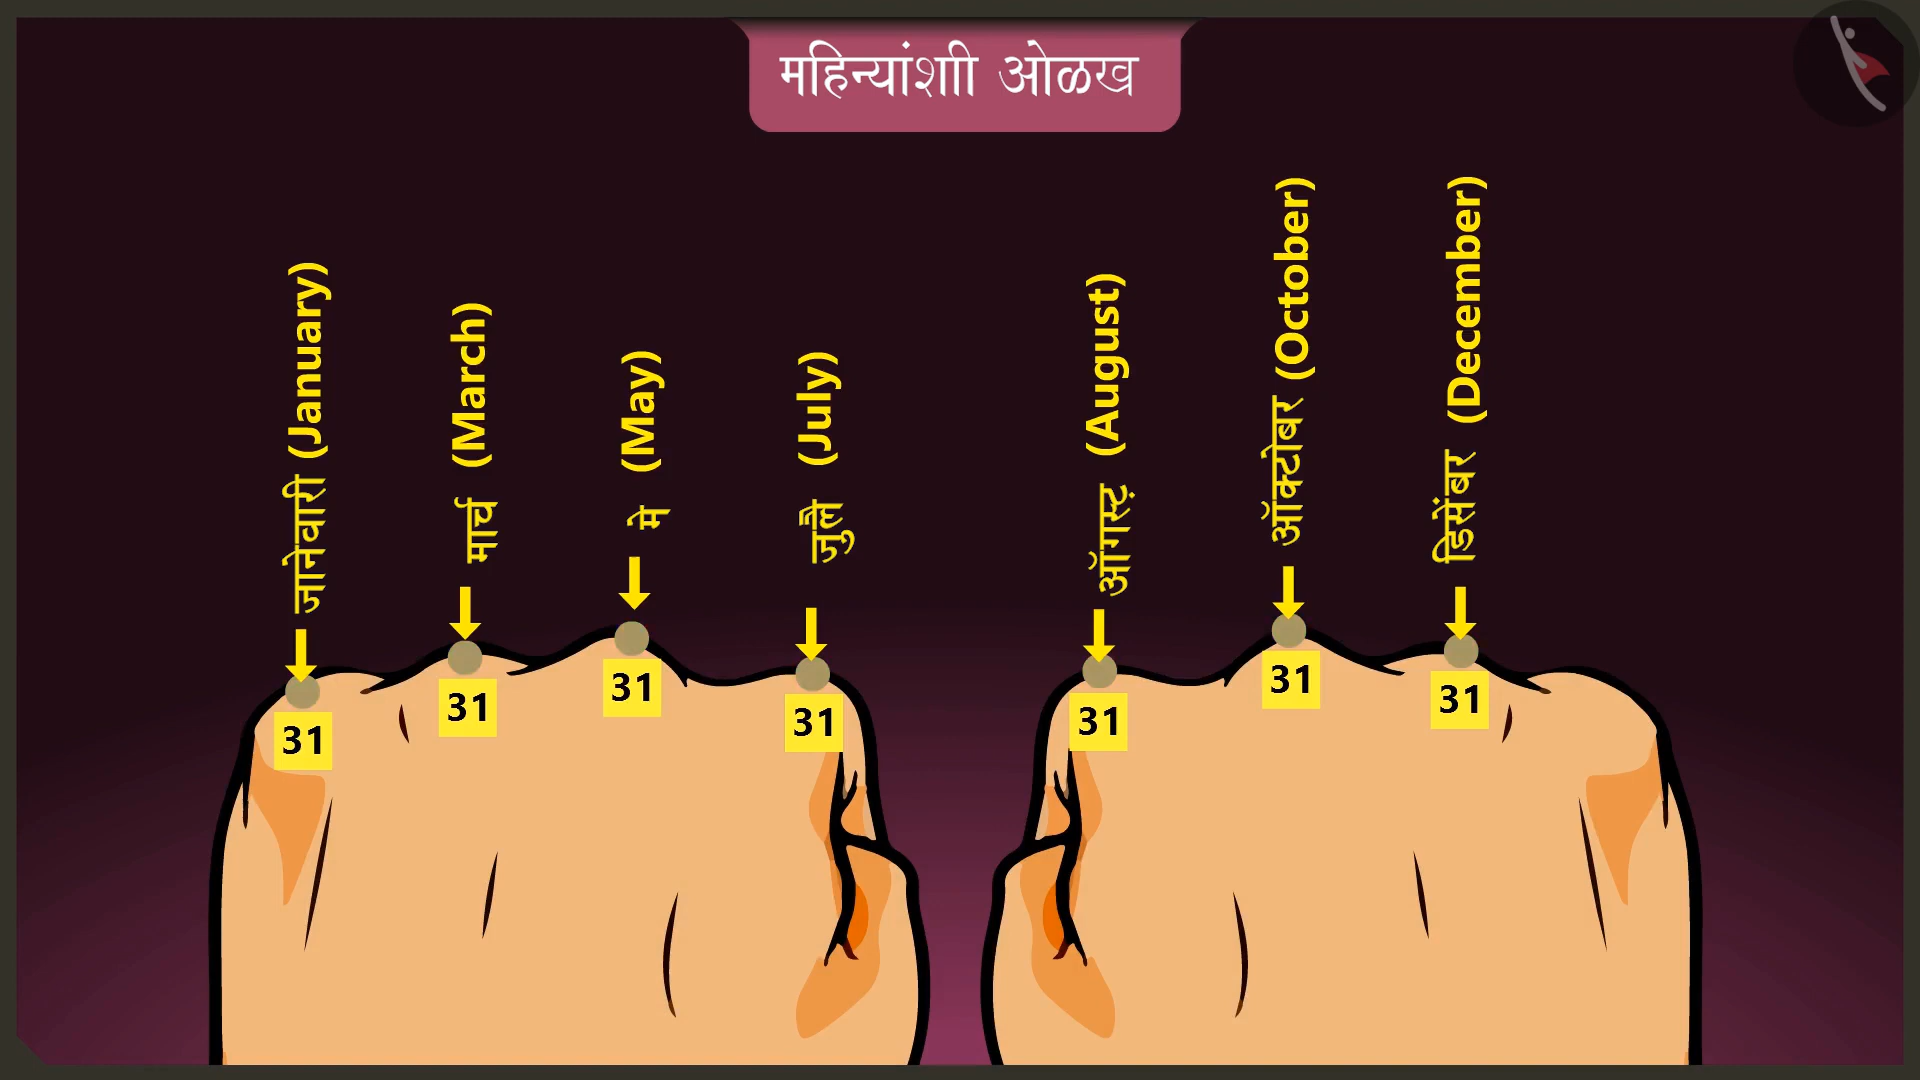 महिन्यांशी ओळख
जानेवारी (January)
मार्च (March)
मे (May)
जुलै (July)
ऑगस्ट़ (August)
ऑक्टोबर (October)
डिसेंबर (December)
31
31
31
31
31
31
31